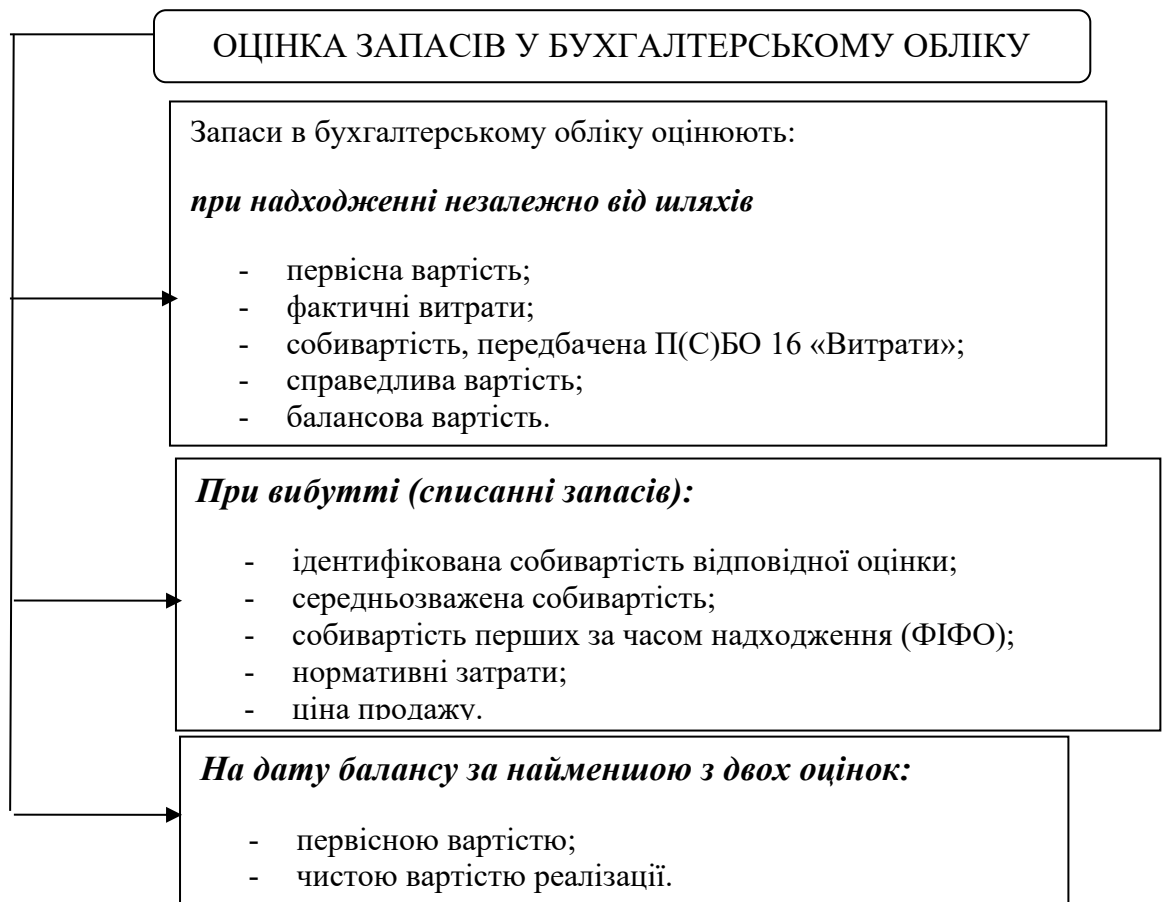 ОЦІНКА ЗАПАСІВ У БУХГАЛТЕРСЬКОМУ ОБЛІКУ
Запаси в бухгалтерському обліку оцінюють:
при надходженні незалежно від шляхів
- первісна вартість;
- фактичні витрати;
- собивартість, передбачена П(С)БО 16 «Витрати»;
- справедлива вартість;
- балансова вартість.
При вибутті (списанні запасів):
- ідентифікована собивартість відповідної оцінки;
- середньозважена собивартість;
- собивартість перших за часом надходження (ФІФО);
- нормативні затрати;
- ціна продажу.
На дату балансу за найменшою з двох оцінок:
- первісною вартістю;
- чистою вартістю реалізації.